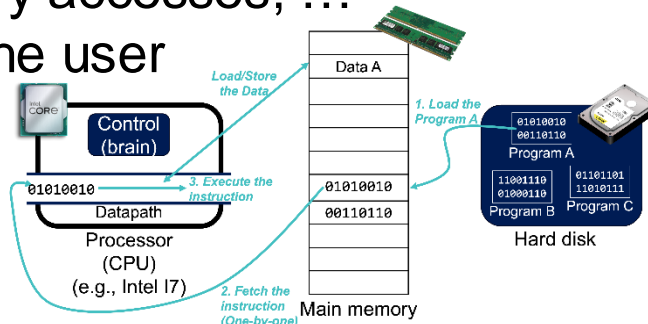 y accesses, …
ne user
Load/Store
the Data
Data A
1. Load the
Program A
intel
CORE
Control
(brain)
01010010
00110110
Program A
01010010
3. Execute the
instruction
Datapath
01010010
00110110
11001110
01000110
Program B
01101101
11010111
Program C
Processor
(CPU)
(e.g., Intel I7)
Hard disk
2. Fetch the
instruction
(One-by-one)
Main memory